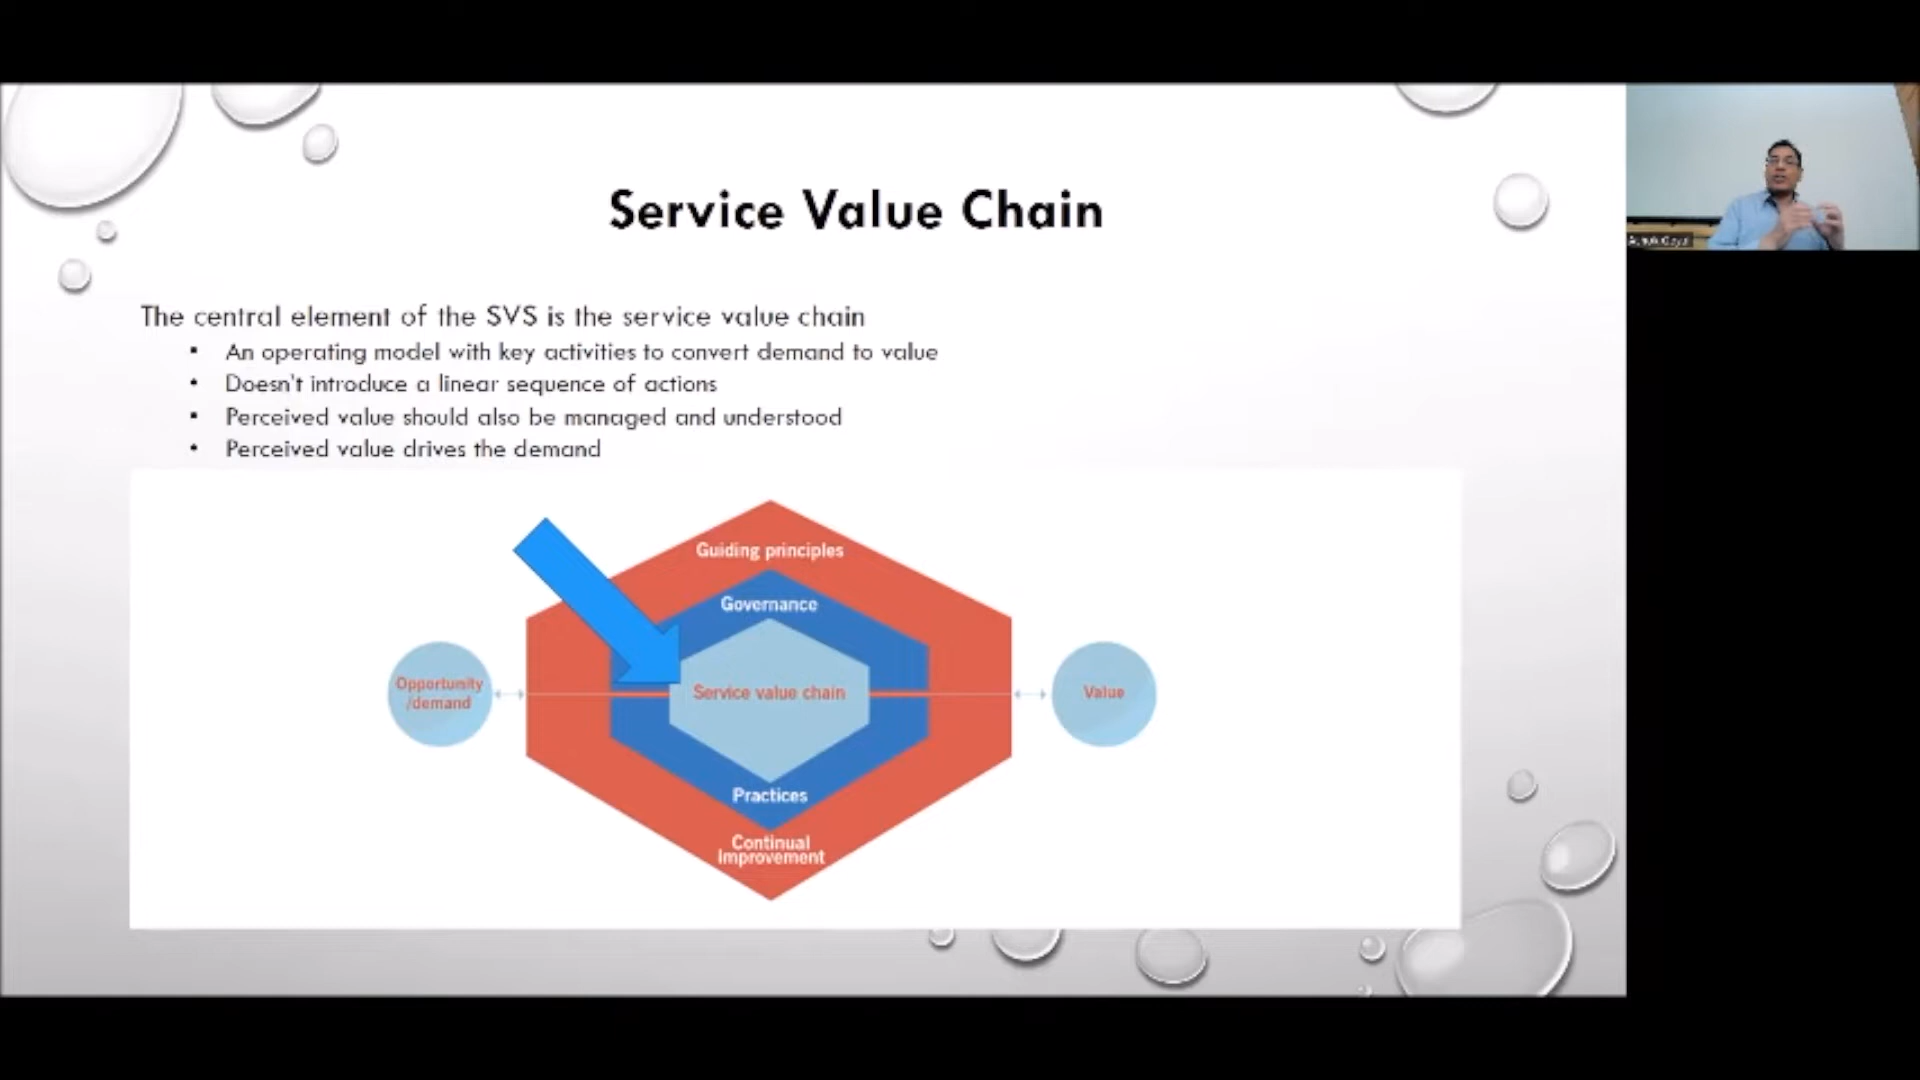 Service Value Chain
The central element of the SVS is the service value chain
An operating model with key activities to convert demand to value
Doesn't introduce a linear sequence of actions
Perceived value should also be managed and understood
Perceived value drives the demand
Guiding principles
Governance
Opportunity
/demand
Service value chain
Value
Practices
Continual
Improvement